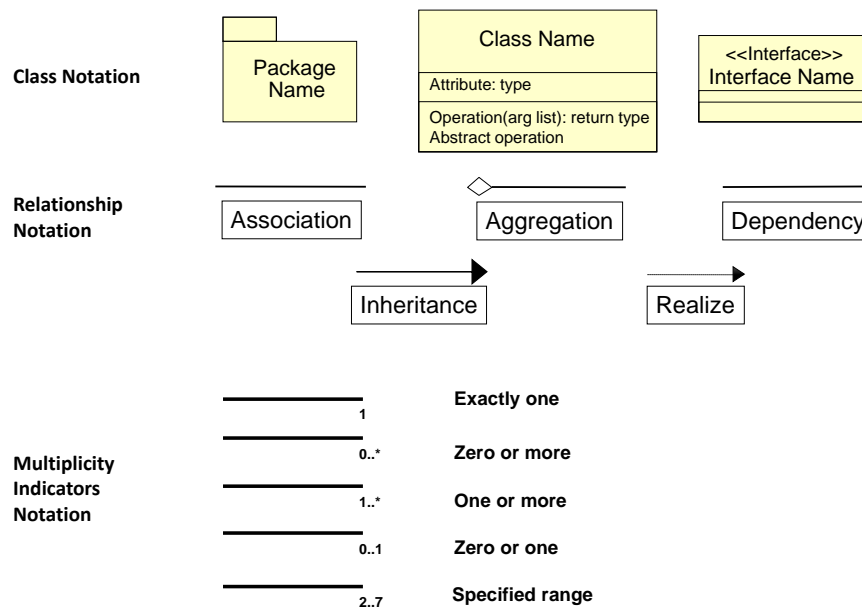 Class Notation
Package
Name
Class Name
Attribute: type
Operation(arg list): return type
Abstract operation
<<Interface>>
Interface Name
Relationship
Notation
Association
Aggregation
Dependency
Inheritance
Realize
Multiplicity
Indicators
Notation
1
Exactly one
0..*
Zero or more
1..*
One or more
0..1
Zero or one
2..7
Specified range